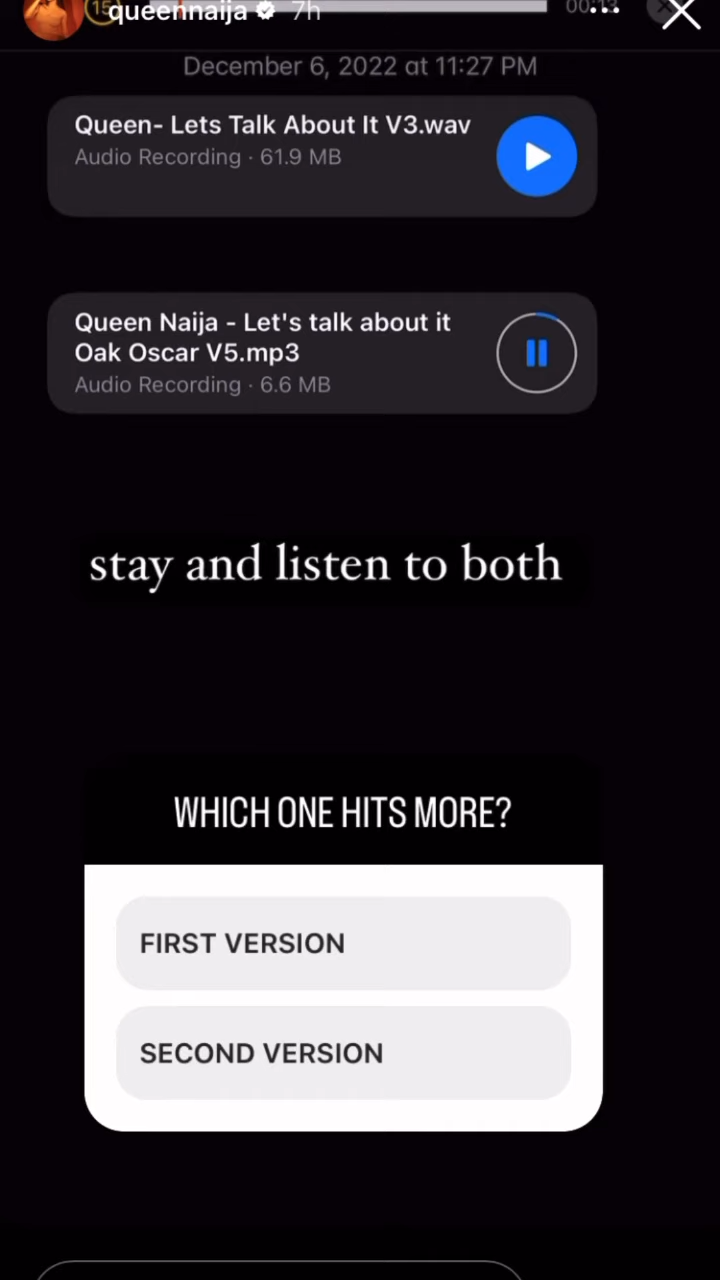 queennaija 7h
December 6, 2022 at 11:27 PM
Queen- Lets Talk About It V3.wav
Audio Recording · 61.9 MB
Queen Naija - Let's talk about it
Oak Oscar V5.mp3
Audio Recording · 6.6 MB
stay and listen to both
WHICH ONE HITS MORE?
FIRST VERSION
SECOND VERSION